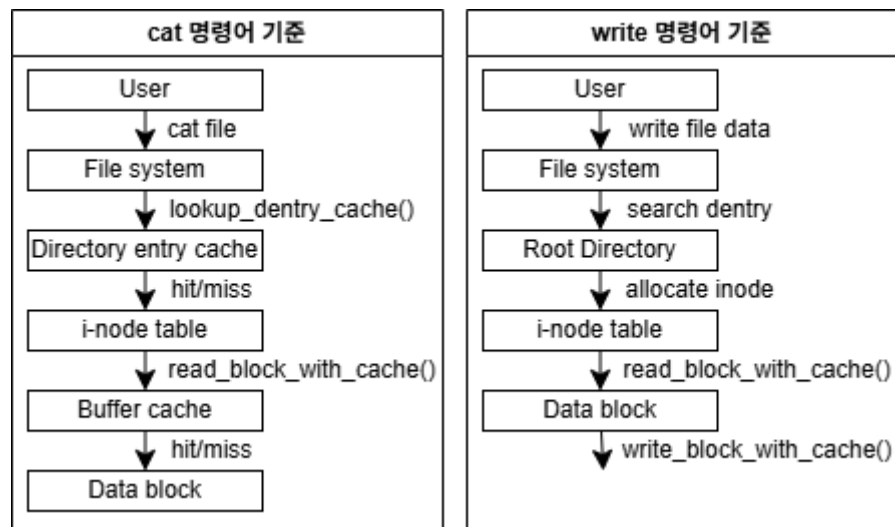 cat 명령어 기준
User
cat file
File system
lookup_dentry_cache()
Directory entry cache
hit/miss
i-node table
read_block_with_cache()
Buffer cache
hit/miss
Data block
write 명령어 기준
User
write file data
File system
search dentry
Root Directory
allocate inode
i-node table
read_block_with_cache()
Data block
write_block_with_cache()